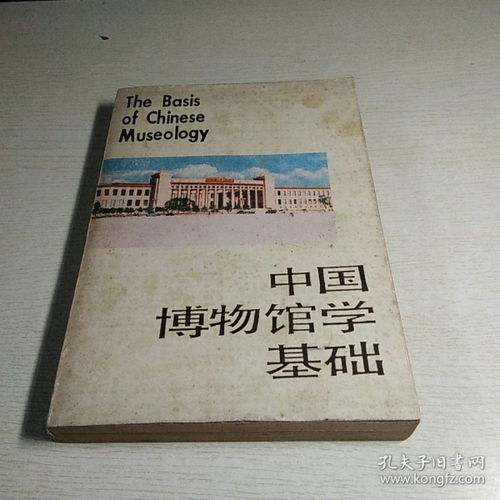 The Basis
of Chinese
Museology
中国
博物馆学
基础
孔夫子旧书网
www.kongfz.com